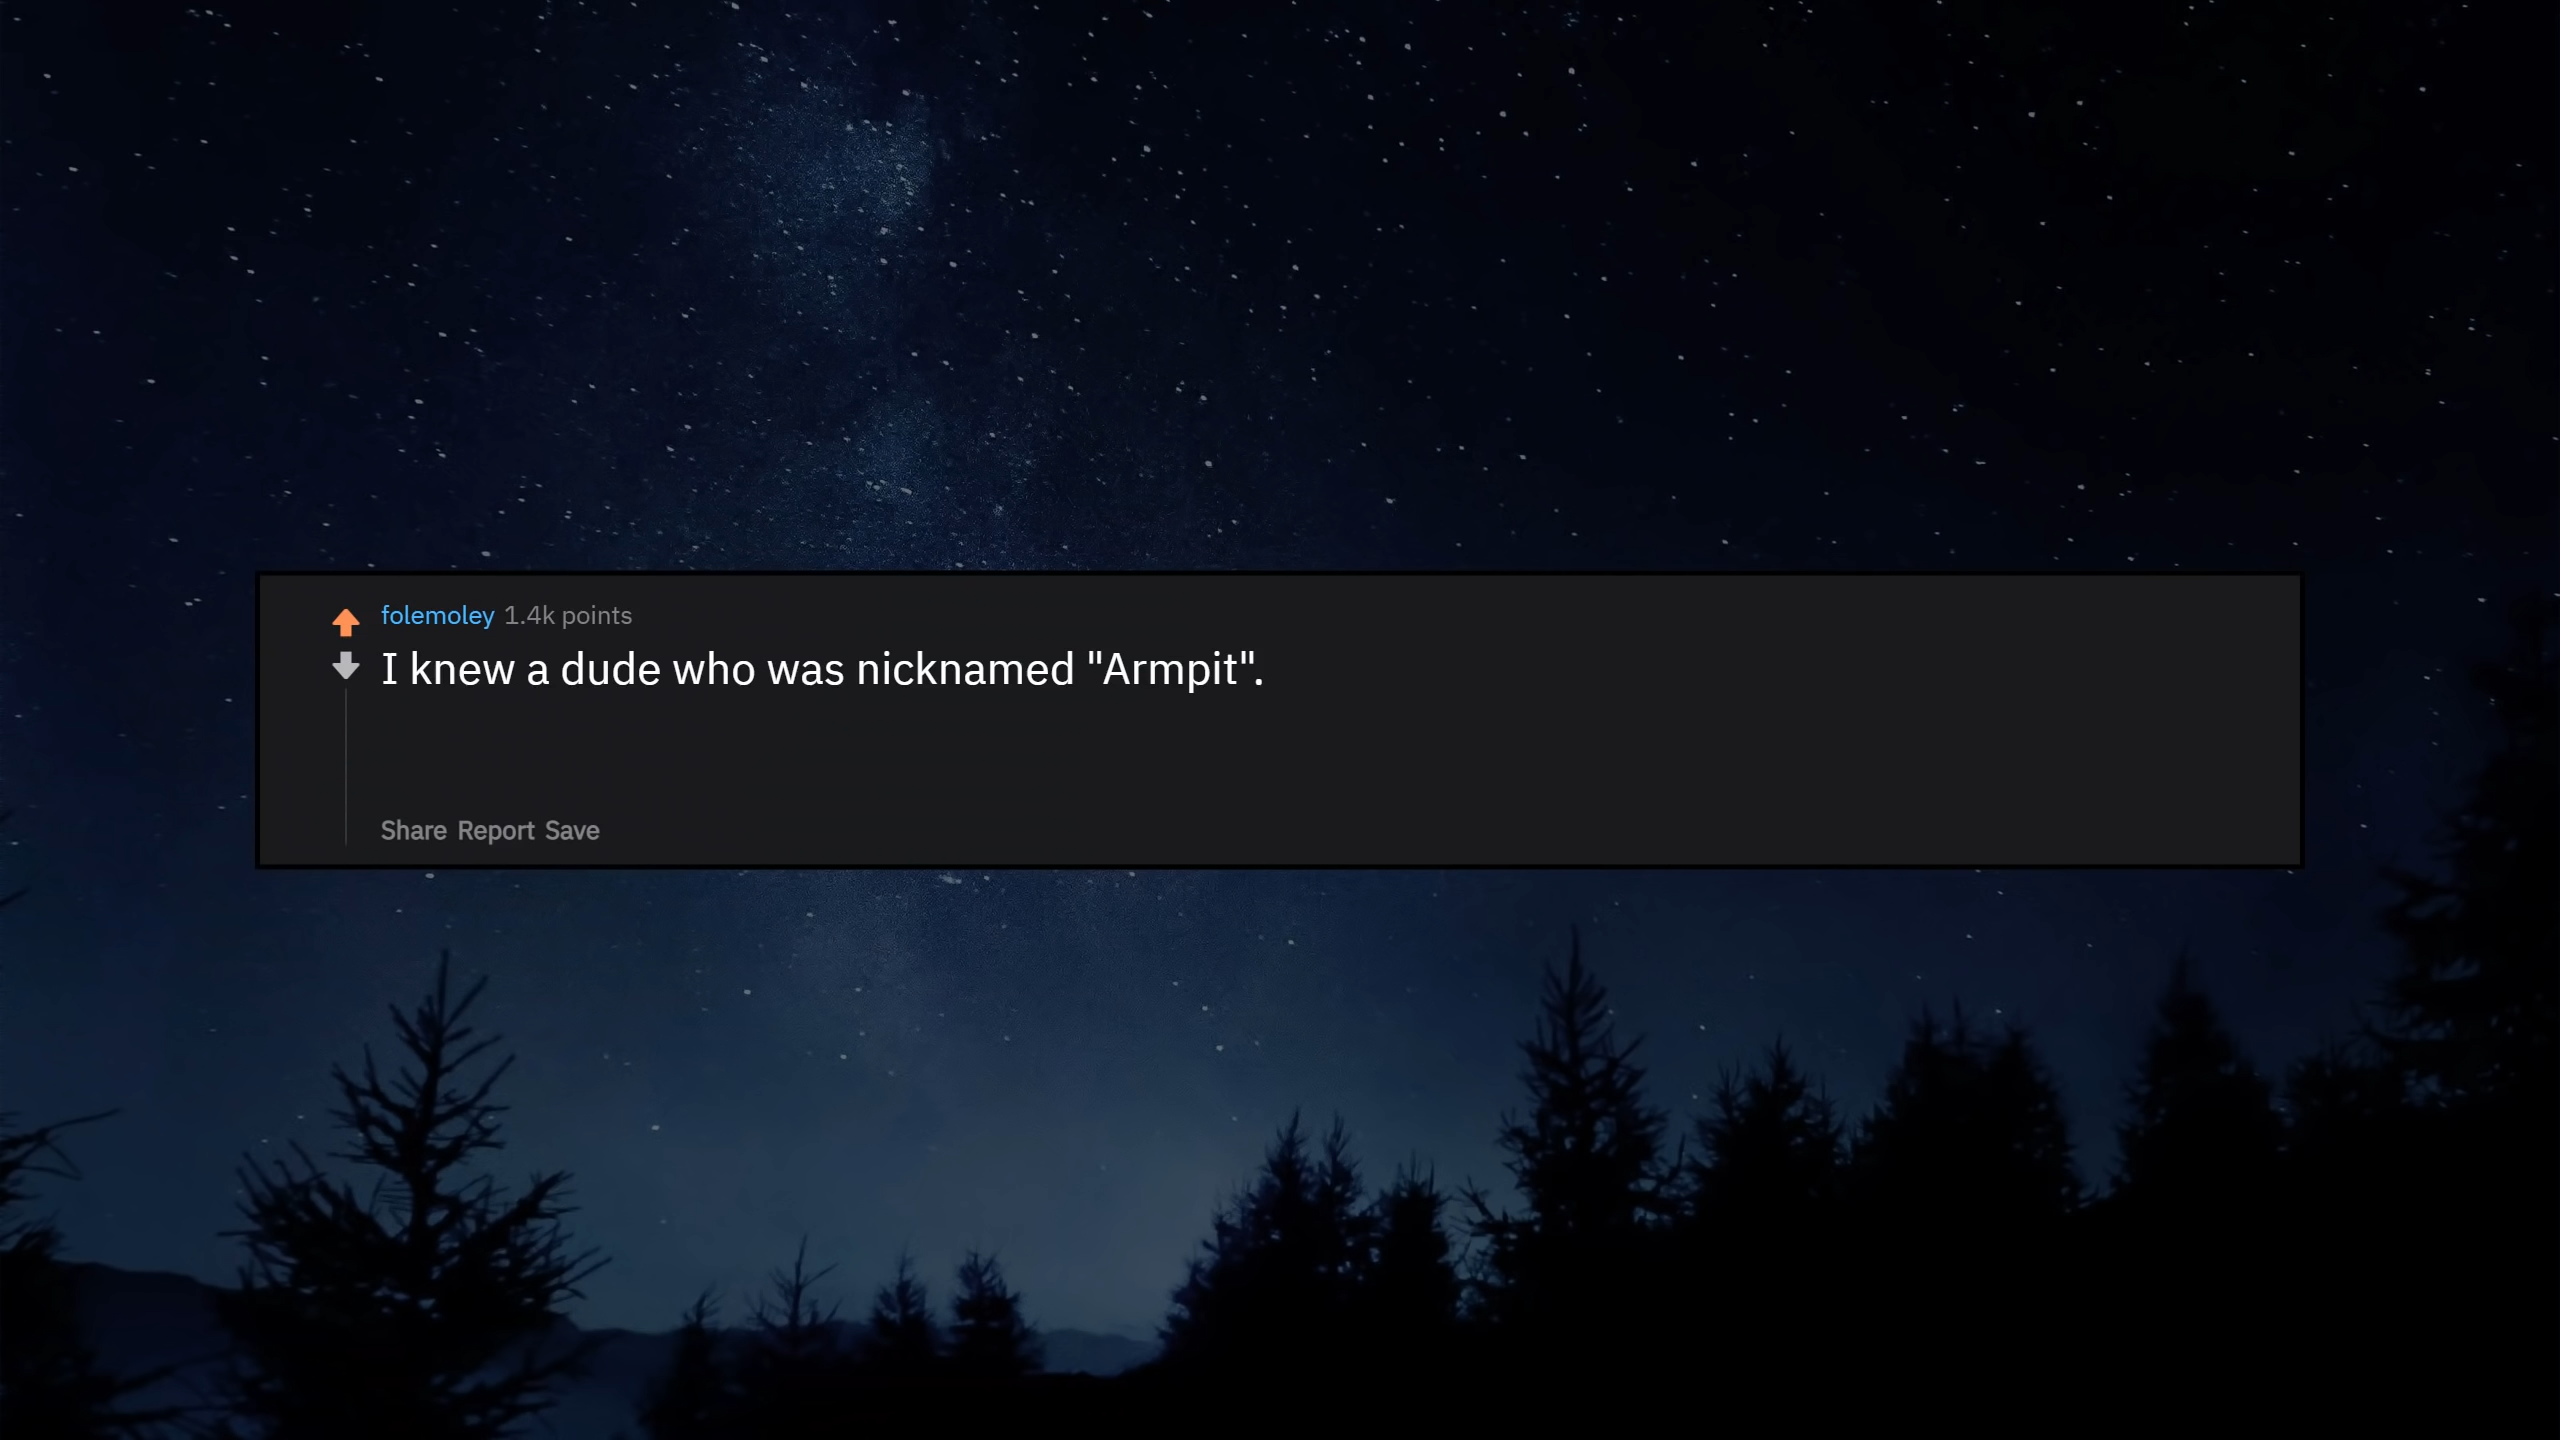 folemoley 1.4k points
I knew a dude who was nicknamed "Armpit".
Share Report Save